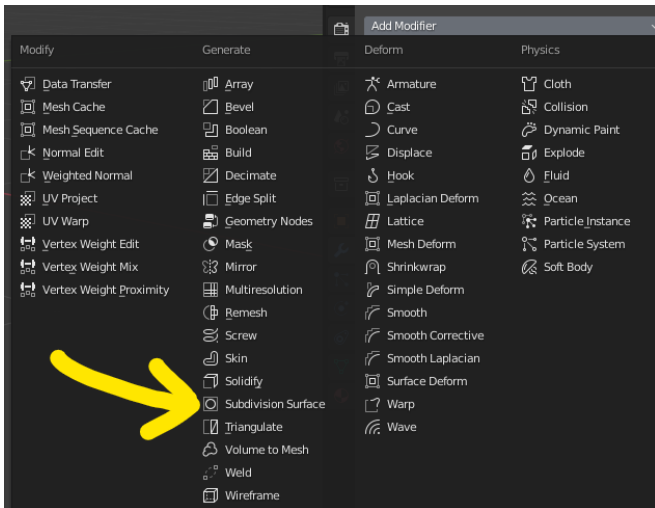 Add Modifier
Modify
Data Transfer
Mesh Cache
Mesh Sequence Cache
Normal Edit
Weighted Normal
UV Project
UV Warp
Vertex Weight Edit
Vertex Weight Mix
Vertex Weight Proximity
Generate
Array
Bevel
Boolean
Build
Decimate
Edge Split
Geometry Nodes
Mask
Mirror
Multiresolution
Remesh
Screw
Skin
Solidify
Subdivision Surface
Triangulate
Volume to Mesh
Weld
Wireframe
Deform
Armature
Cast
Curve
Displace
Hook
Laplacian Deform
Lattice
Mesh Deform
Shrinkwrap
Simple Deform
Smooth
Smooth Corrective
Smooth Laplacian
Surface Deform
Warp
Wave
Physics
Cloth
Collision
Dynamic Paint
Explode
Fluid
Ocean
Particle Instance
Particle System
Soft Body